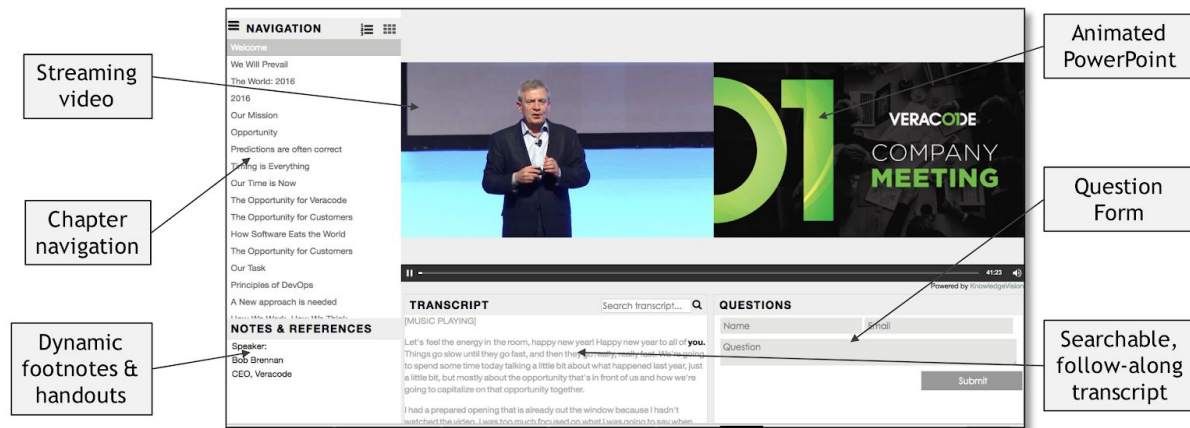 Streaming
video
Chapter
navigation
Dynamic
footnotes &
handouts
NAVIGATION
Welcome
We Will Prevail
The World: 2016
2016
Our Mission
Opportunity
Predictions are often correct
Timing is Everything
Our Time is Now
The Opportunity for Veracode
The Opportunity for Customers
How Software Eats the World
The Opportunity for Customers
Our Task
Principles of DevOps
A New approach is needed
How We Work, How We Think
NOTES & REFERENCES
Speaker:
Bob Brennan
CEO, Veracode
01
VERACODE
COMPANY
MEETING
41:23
Powered by KnowledgeVision
TRANSCRIPT
Search transcript...
[MUSIC PLAYING]
Let's feel the energy in the room, happy new year! Happy new year to all of you.
Things go slow until they go fast, and then they go really, really fast. We're going
to spend some time today talking a little bit about what happened last year, just
a little bit, but mostly about the opportunity that's in front of us and how we're
going to capitalize on that opportunity together.
I had a prepared opening that is already out the window because I hadn't
watched the video. I was too much focused on what I was going to say when
QUESTIONS
Name
Email
Question
Submit
Animated
PowerPoint
Question
Form
Searchable,
follow-along
transcript